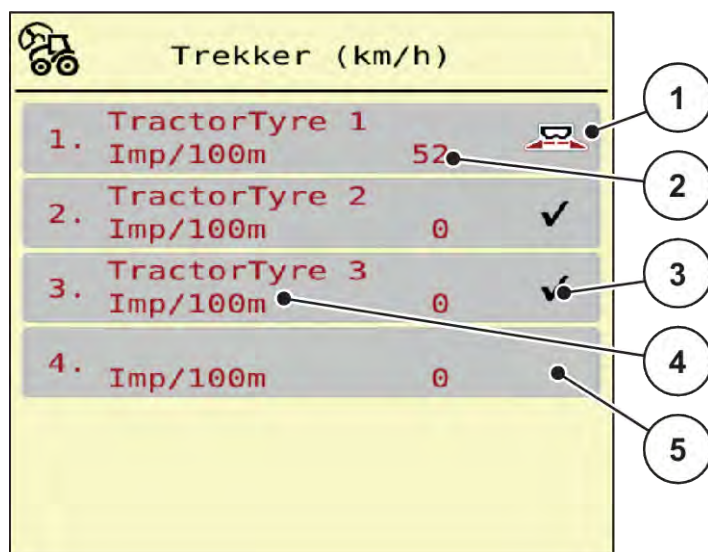 Trekker (km/h)
1. TractorTyre 1
Imp/100m 52
2. TractorTyre 2
Imp/100m 0
3. TractorTyre 3
Imp/100m 0
4.
Imp/100m 0
1
2
3
4
5